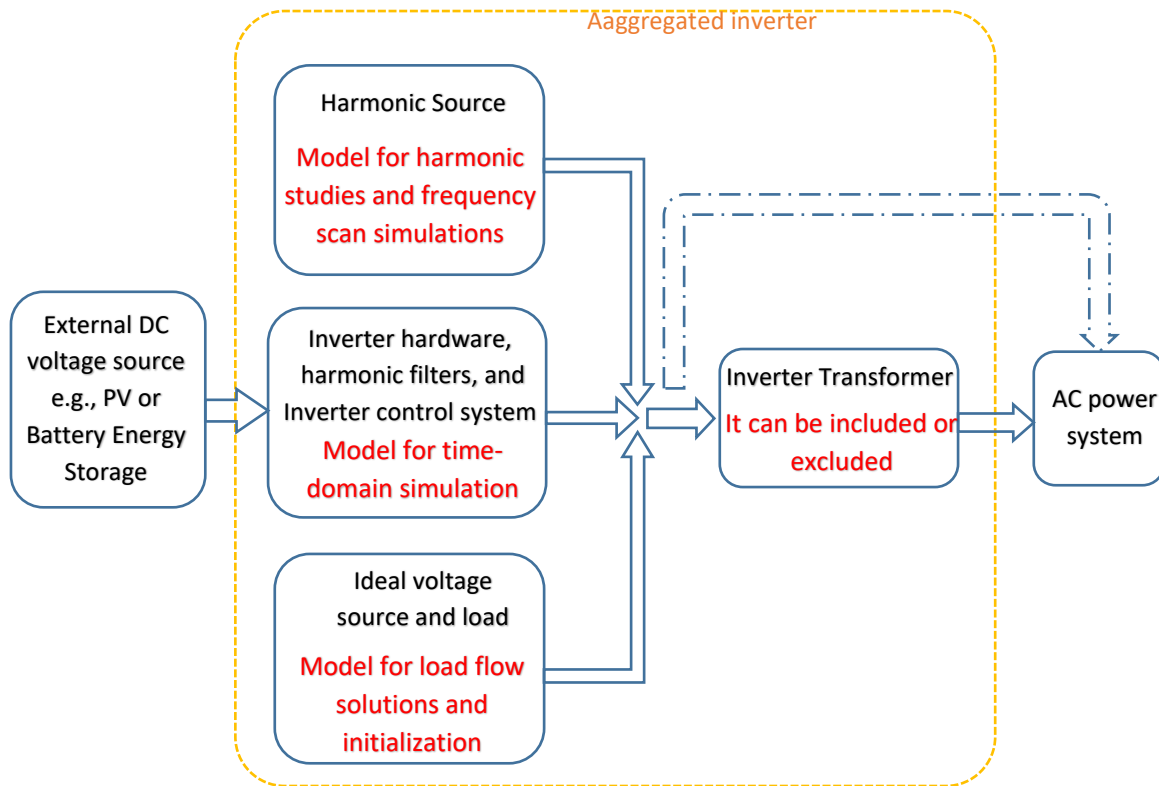 Aaggregated inverter
Harmonic Source
Model for harmonic
studies and frequency
scan simulations
External DC
voltage source
e.g., PV or
Battery Energy
Storage
Inverter hardware,
harmonic filters, and
Inverter control system
Model for time-
domain simulation
Inverter Transformer
It can be included or
excluded
AC power
system
Ideal voltage
source and load
Model for load flow
solutions and
initialization